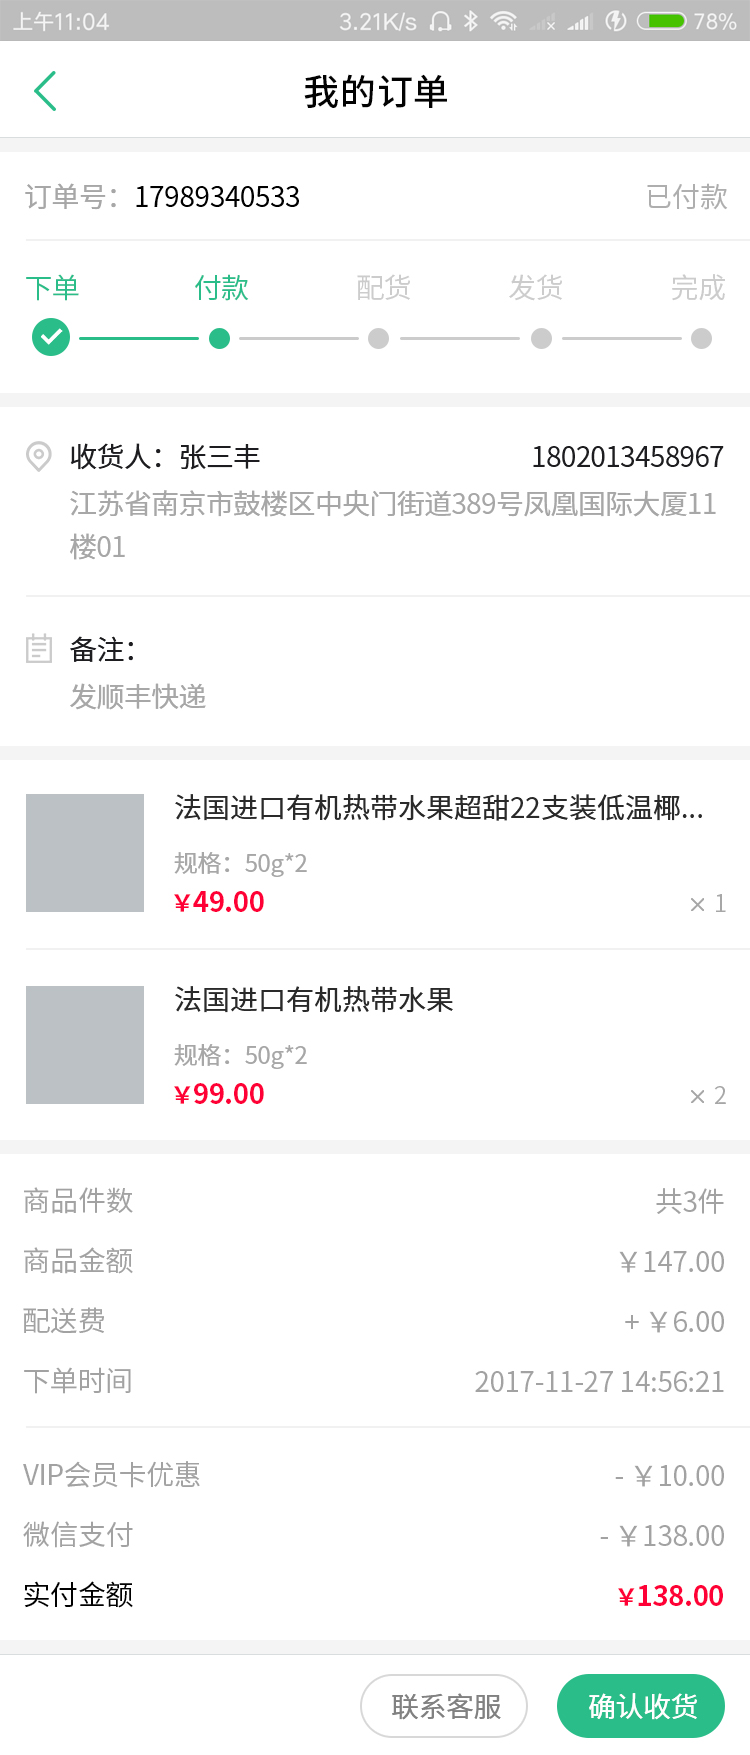 上午11:04 3.21K/s 78%
我的订单
订单号：17989340533 已付款
下单 付款 配货 发货 完成
收货人：张三丰 1802013458967
江苏省南京市鼓楼区中央门街道389号凤凰国际大厦11
楼01
备注：
发顺丰快递
法国进口有机热带水果超甜22支装低温椰...
规格：50g*2
¥49.00 × 1
法国进口有机热带水果
规格：50g*2
¥99.00 × 2
商品件数 共3件
商品金额 ￥147.00
配送费 + ￥6.00
下单时间 2017-11-27 14:56:21
VIP会员卡优惠 - ￥10.00
微信支付 - ￥138.00
实付金额 ¥138.00
联系客服 确认收货